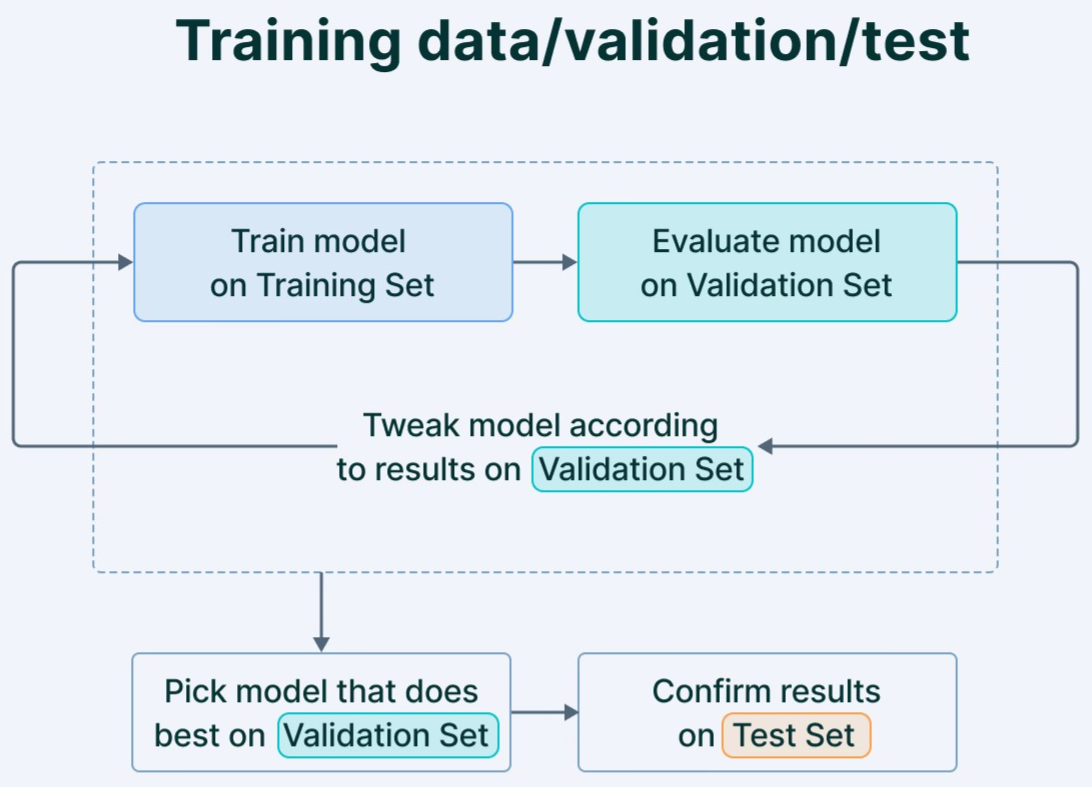 Training data/validation/test
Train model
on Training Set
Evaluate model
on Validation Set
Tweak model according
to results on Validation Set
Pick model that does
best on Validation Set
Confirm results
on Test Set